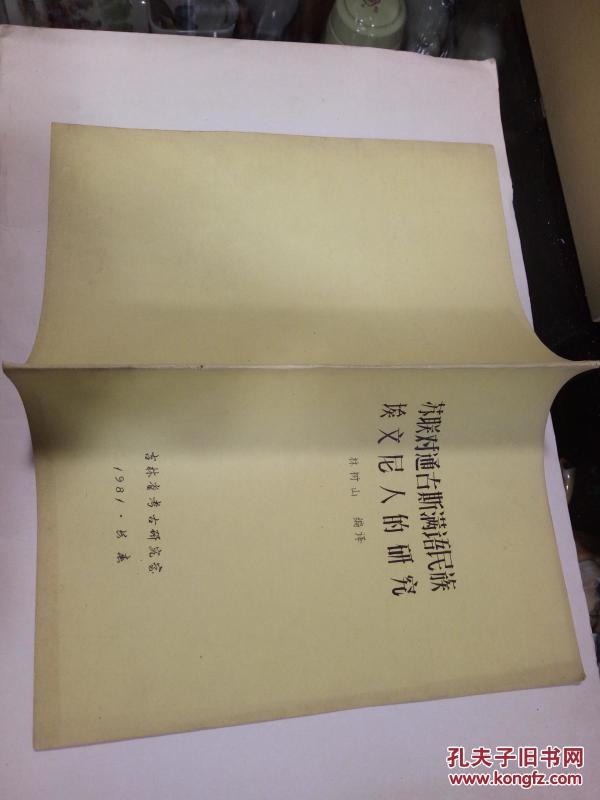 苏联对通古斯满语民族
埃文尼人的研究
林树山 编译
吉林省考古研究室
1981·长春
孔夫子旧书网
www.kongfz.com